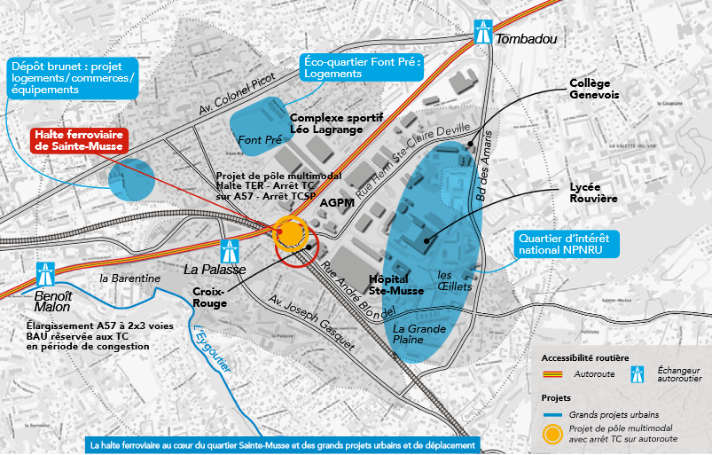 Tombadou
Dépôt brunet : projet
logements/commerces/
équipements
Éco-quartier Font Pré :
Logements
Av. Colonel Picot
Collège
Genevois
Complexe sportif
Léo Lagrange
Font Pré
Halte ferroviaire
de Sainte-Musse
Rue Henri Ste-Claire Deville
Bd des Amaris
Projet de pôle multimodal
Halte TER - Arrêt TC
sur A57 - Arrêt TCSP
AGPM
Lycée
Rouvière
Quartier d'intérêt
national NPNRU
La Palasse
la Barentine
Benoît
Malon
Croix-
Rouge
Rue André Blondel
Hôpital
Ste-Musse
les
Œillets
Av. Joseph Gasquet
La Grande
Plaine
Élargissement A57 à 2x3 voies
BAU réservée aux TC
en période de congestion
L'Eygoutier
Accessibilité routière
Autoroute
Échangeur
autoroutier
Projets
Grands projets urbains
Projet de pôle multimodal
avec arrêt TC sur autoroute
La halte ferroviaire au cœur du quartier Sainte-Musse et des grands projets urbains et de déplacement